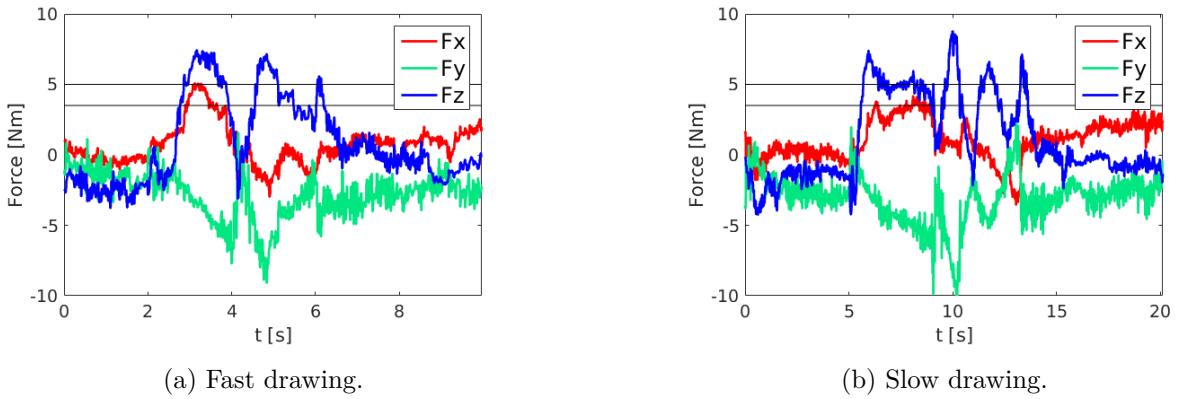 10
5
0
-5
-10
Force [Nm]
0 2 4 6 8
t [s]
Fx
Fy
Fz
(a) Fast drawing.
10
5
0
-5
-10
Force [Nm]
0 5 10 15 20
t [s]
Fx
Fy
Fz
(b) Slow drawing.